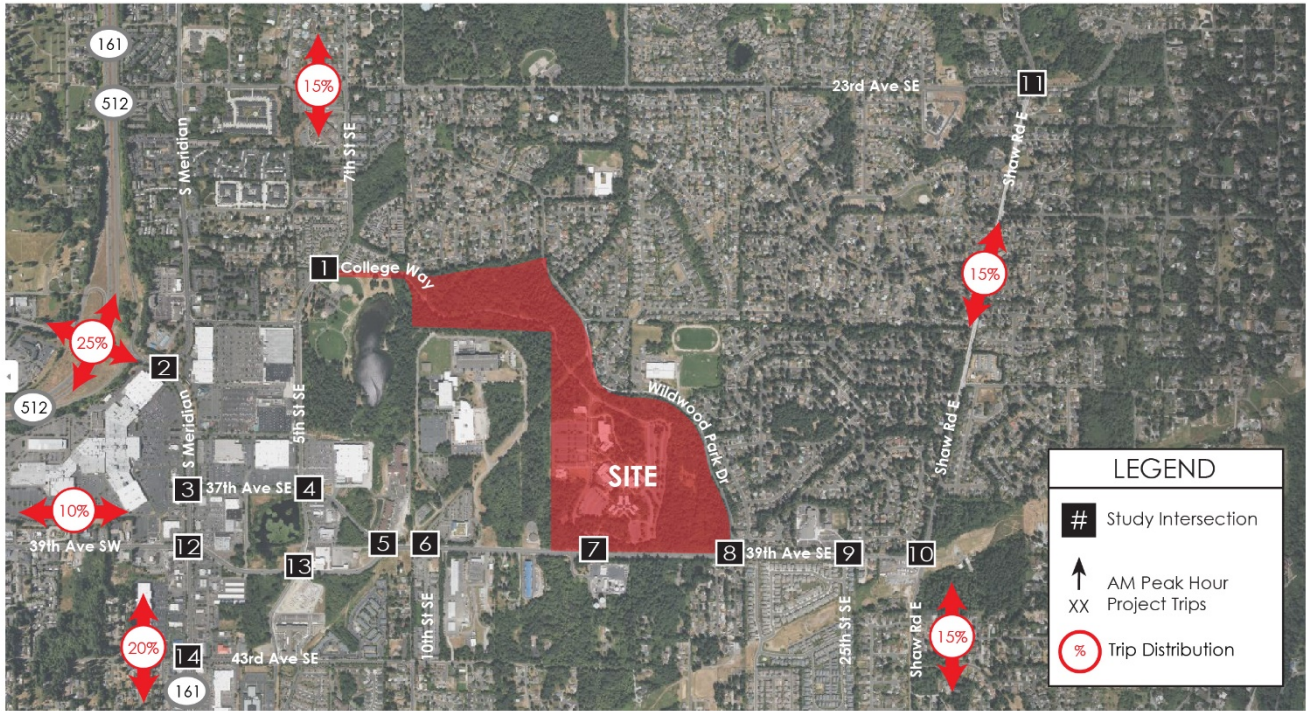 161
512
15%
S Meridian
7th St SE
23rd Ave SE
11
Shaw Rd E
1
College Way
15%
25%
2
512
S Meridian
5th St SE
Wildwood Park Dr
Shaw Rd E
SITE
3
37th Ave SE
4
10%
39th Ave SW
12
13
5
6
7
8
39th Ave SE
9
10
10th St SE
25th St SE
Shaw Rd E
15%
20%
14
43rd Ave SE
161
LEGEND
#
Study Intersection
XX
AM Peak Hour
Project Trips
%
Trip Distribution